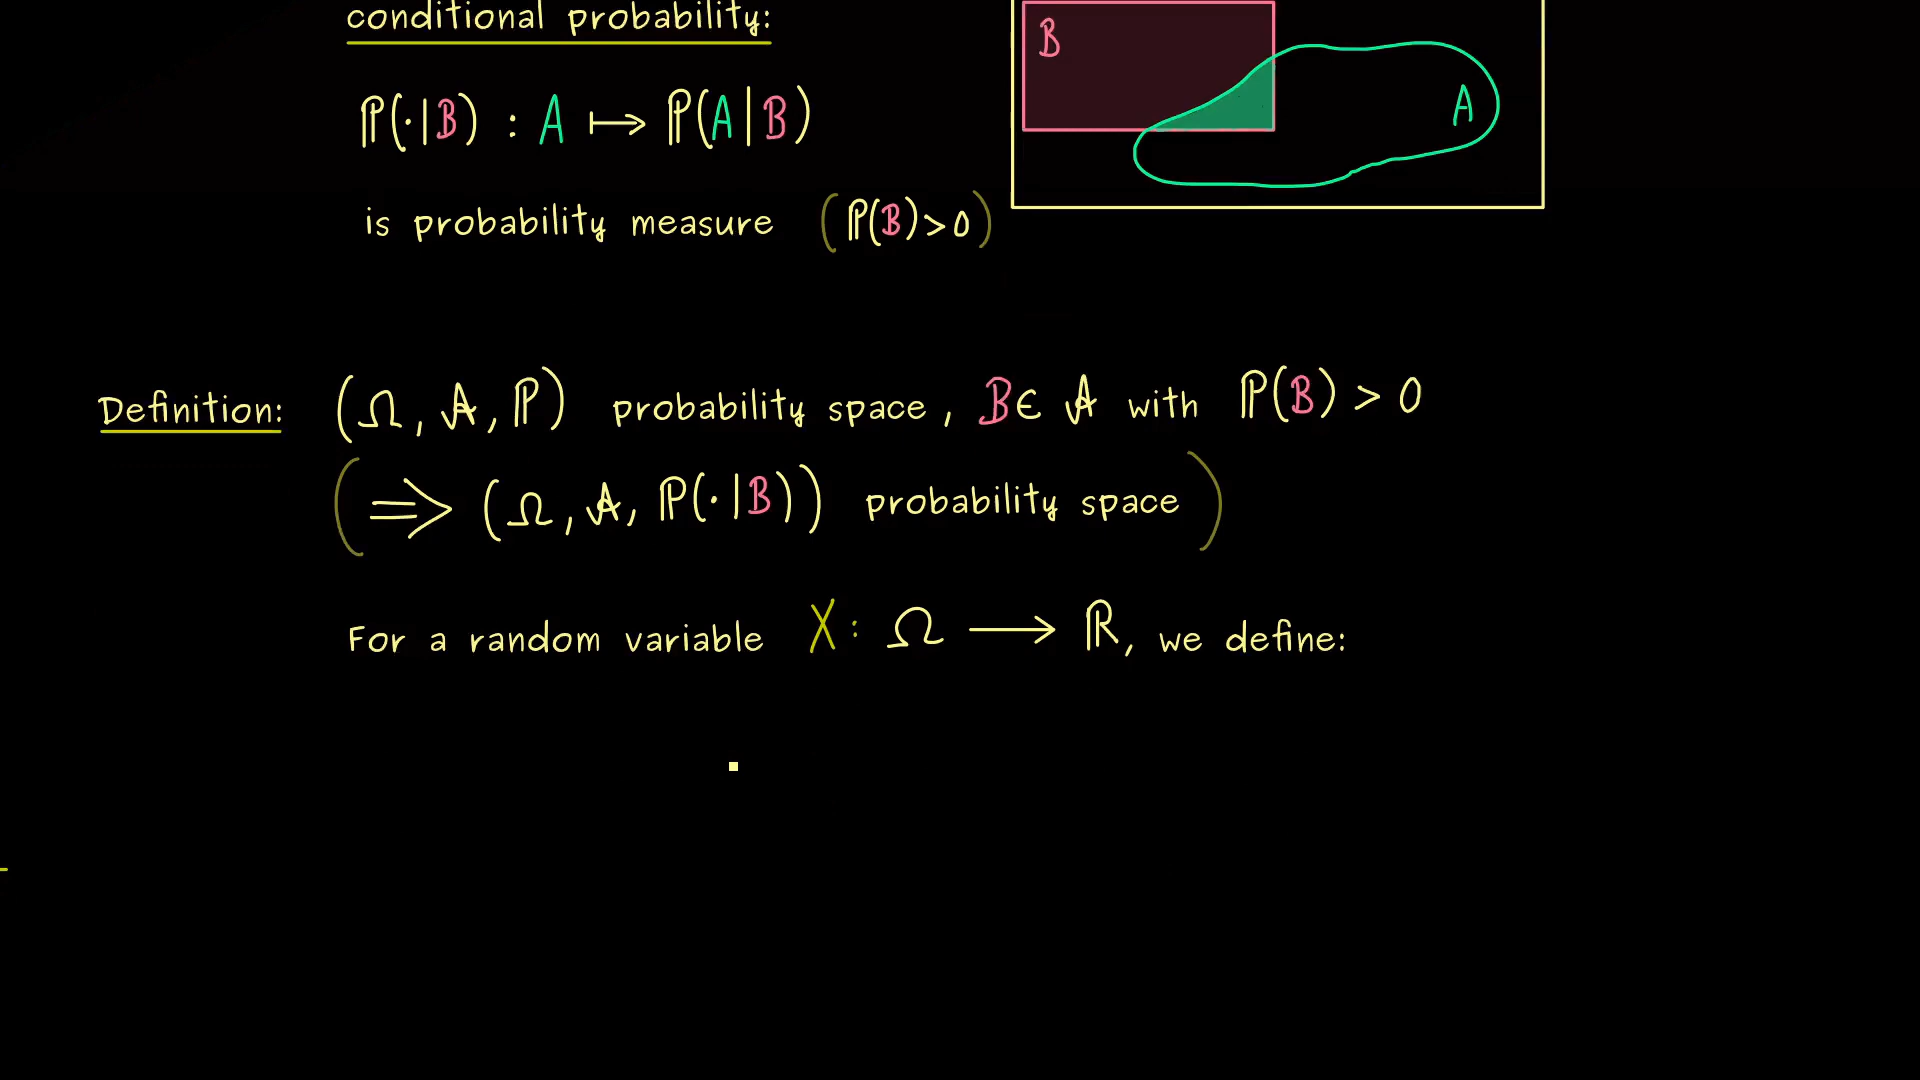 conditional probability:
B
A
ℙ(·|B) : A ⟼ ℙ(A|B)
is probability measure (ℙ(B)>0)
Definition: (Ω, 𝒜, ℙ) probability space, B∈ 𝒜 with ℙ(B) > 0
(⟹ (Ω, 𝒜, ℙ(·|B)) probability space)
For a random variable X: Ω ⟶ ℝ, we define: